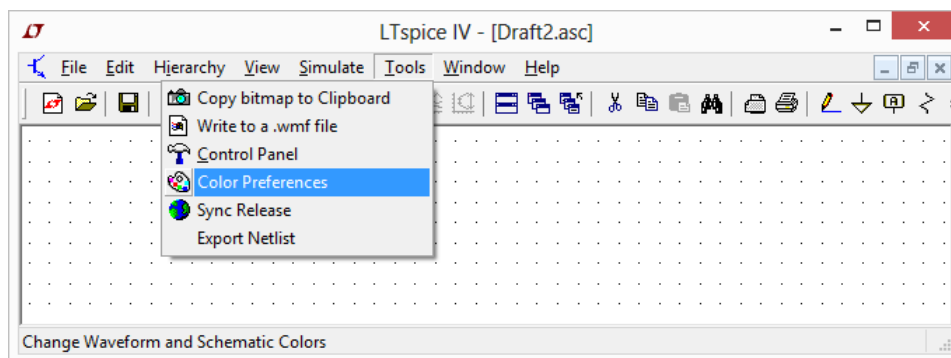 LTspice IV - [Draft2.asc]
File Edit Hierarchy View Simulate Tools Window Help
Copy bitmap to Clipboard
Write to a .wmf file
Control Panel
Color Preferences
Sync Release
Export Netlist
Change Waveform and Schematic Colors